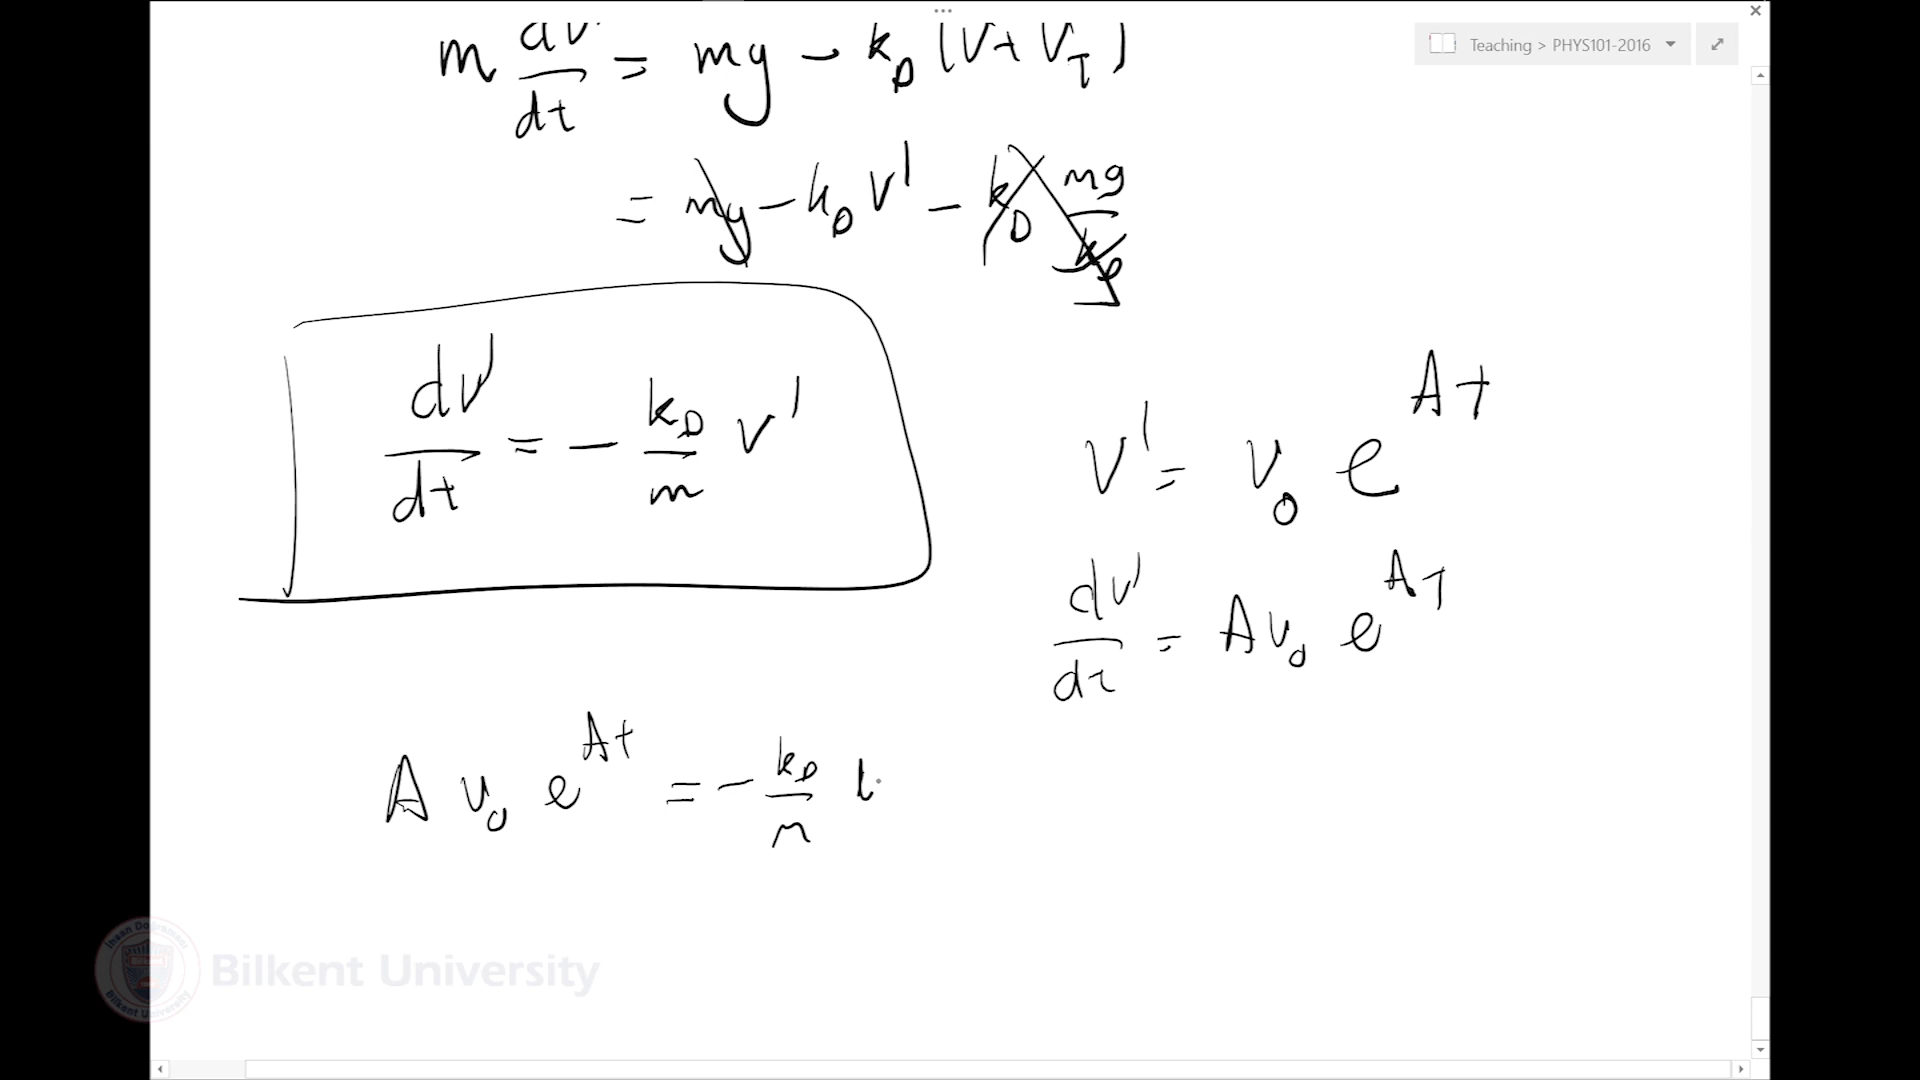 Teaching > PHYS101-2016
m dv'/dt = mg - k_D (V + V_T)
= mg - k_D V' - k_D mg/k_D
dv'/dt = - k_D/m v'
V' = V_0 e^{At}
dv'/dt = A v_0 e^{At}
A v_0 e^{At} = - k_D/m
Bilkent University